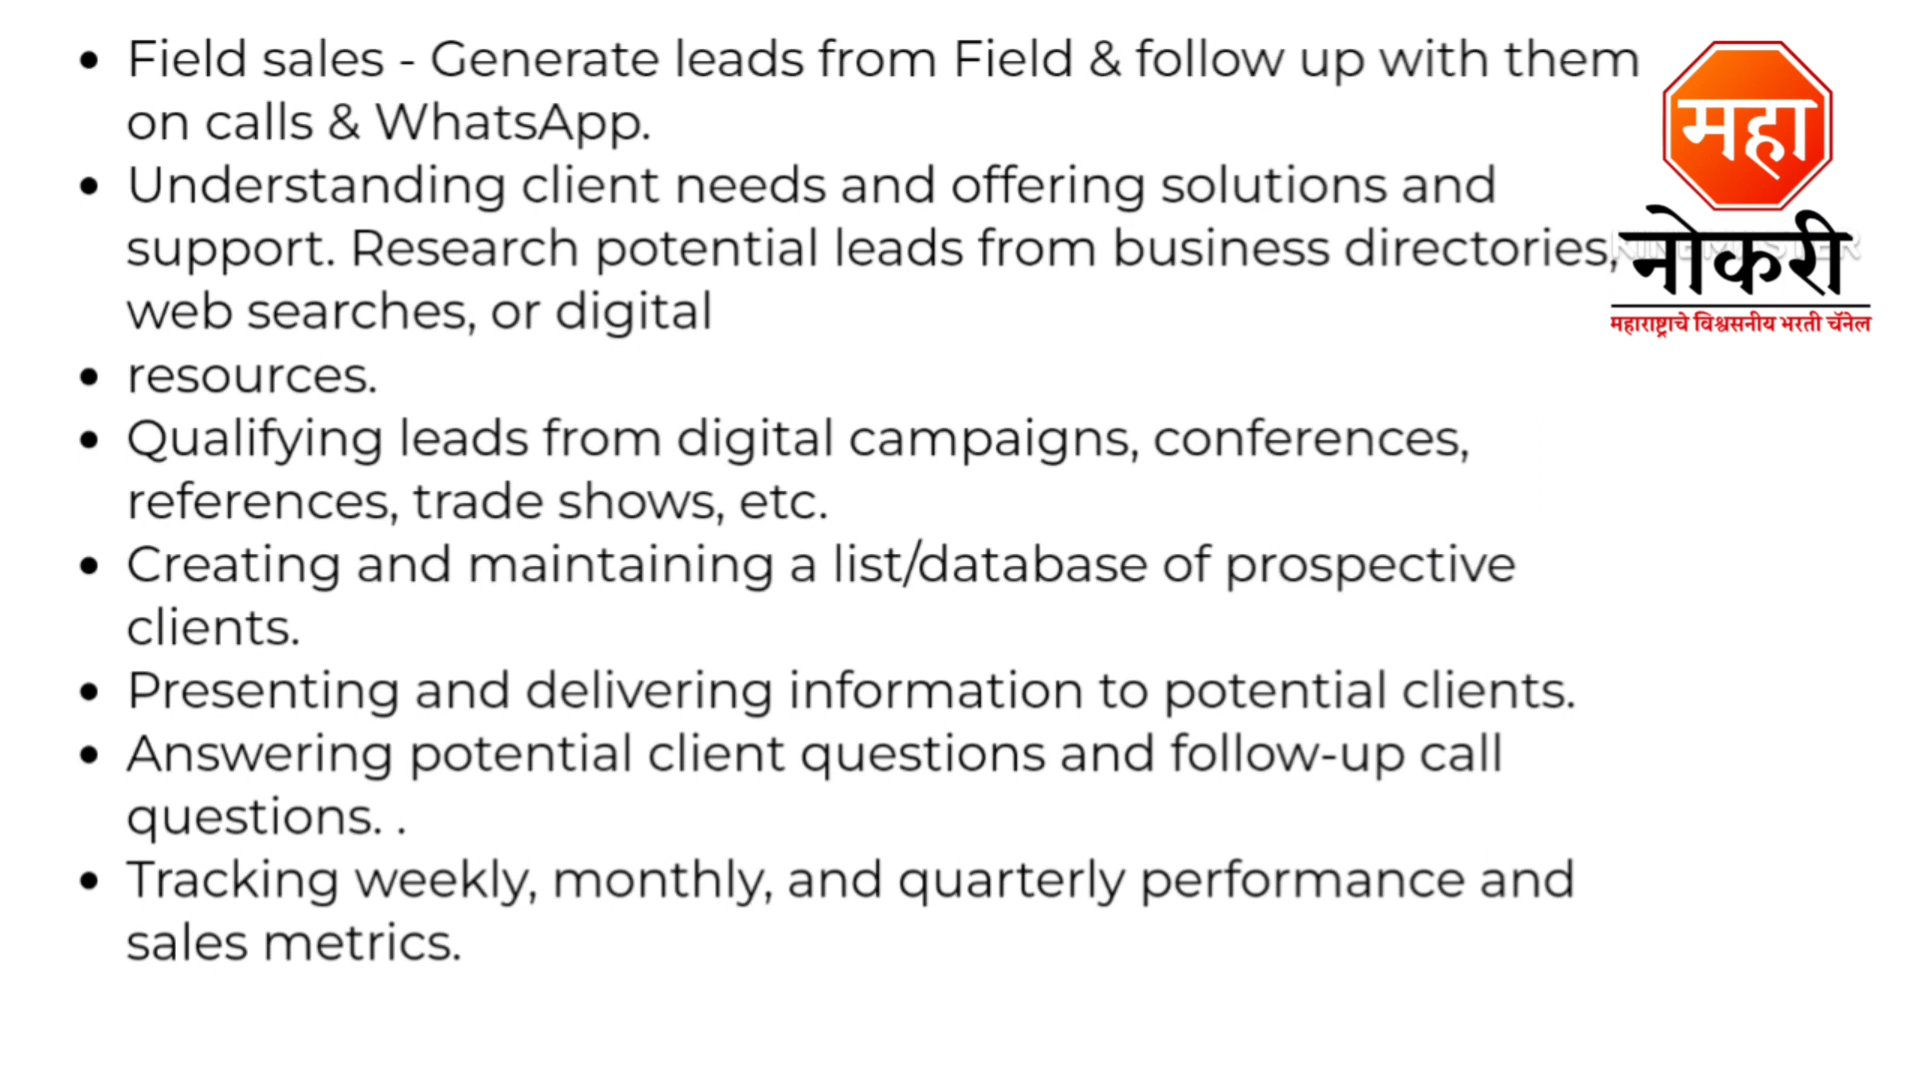 • Field sales - Generate leads from Field & follow up with them
on calls & WhatsApp.
• Understanding client needs and offering solutions and
support. Research potential leads from business directories,
web searches, or digital
• resources.
• Qualifying leads from digital campaigns, conferences,
references, trade shows, etc.
• Creating and maintaining a list/database of prospective
clients.
• Presenting and delivering information to potential clients.
• Answering potential client questions and follow-up call
questions. .
• Tracking weekly, monthly, and quarterly performance and
sales metrics.
महा
नोकरी
KINEMASTER
महाराष्ट्राचे विश्वसनीय भरती चॅनेल